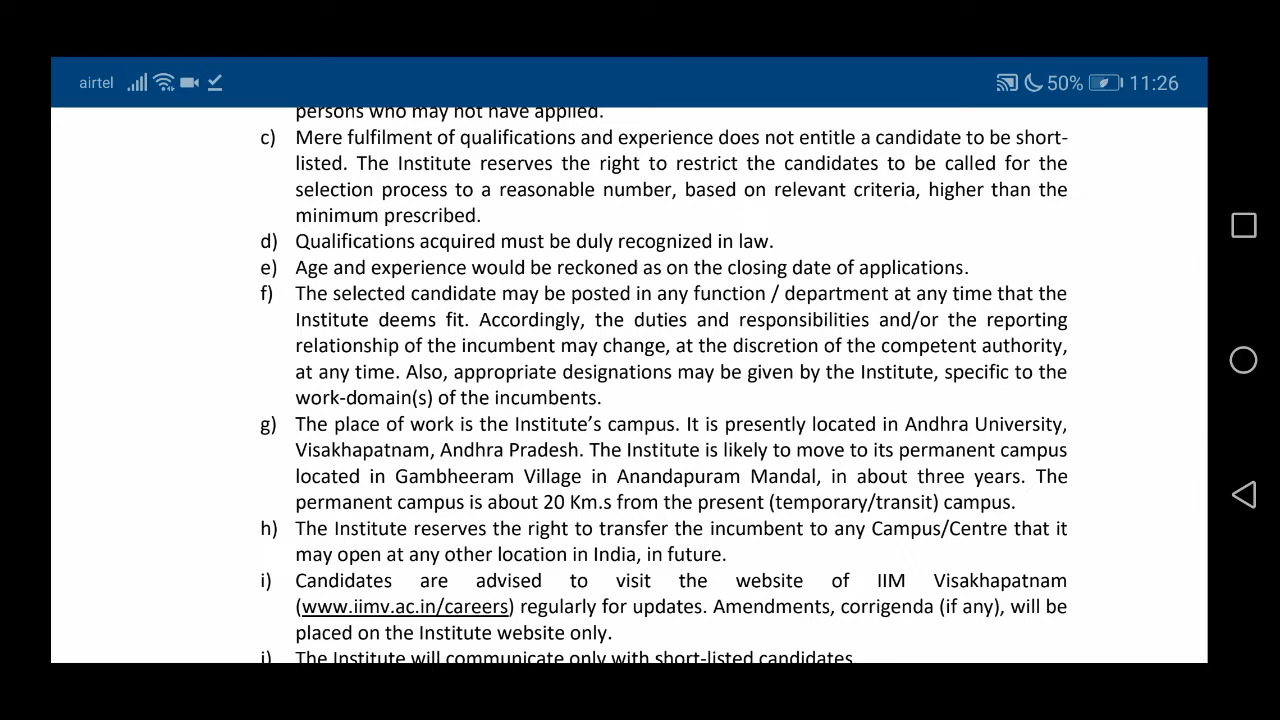 airtel 50% 11:26
persons who may not have applied.
c) Mere fulfilment of qualifications and experience does not entitle a candidate to be short-
listed. The Institute reserves the right to restrict the candidates to be called for the
selection process to a reasonable number, based on relevant criteria, higher than the
minimum prescribed.
d) Qualifications acquired must be duly recognized in law.
e) Age and experience would be reckoned as on the closing date of applications.
f) The selected candidate may be posted in any function / department at any time that the
Institute deems fit. Accordingly, the duties and responsibilities and/or the reporting
relationship of the incumbent may change, at the discretion of the competent authority,
at any time. Also, appropriate designations may be given by the Institute, specific to the
work-domain(s) of the incumbents.
g) The place of work is the Institute’s campus. It is presently located in Andhra University,
Visakhapatnam, Andhra Pradesh. The Institute is likely to move to its permanent campus
located in Gambheeram Village in Anandapuram Mandal, in about three years. The
permanent campus is about 20 Km.s from the present (temporary/transit) campus.
h) The Institute reserves the right to transfer the incumbent to any Campus/Centre that it
may open at any other location in India, in future.
i) Candidates are advised to visit the website of IIM Visakhapatnam
(www.iimv.ac.in/careers) regularly for updates. Amendments, corrigenda (if any), will be
placed on the Institute website only.
j) The Institute will communicate only with short-listed candidates